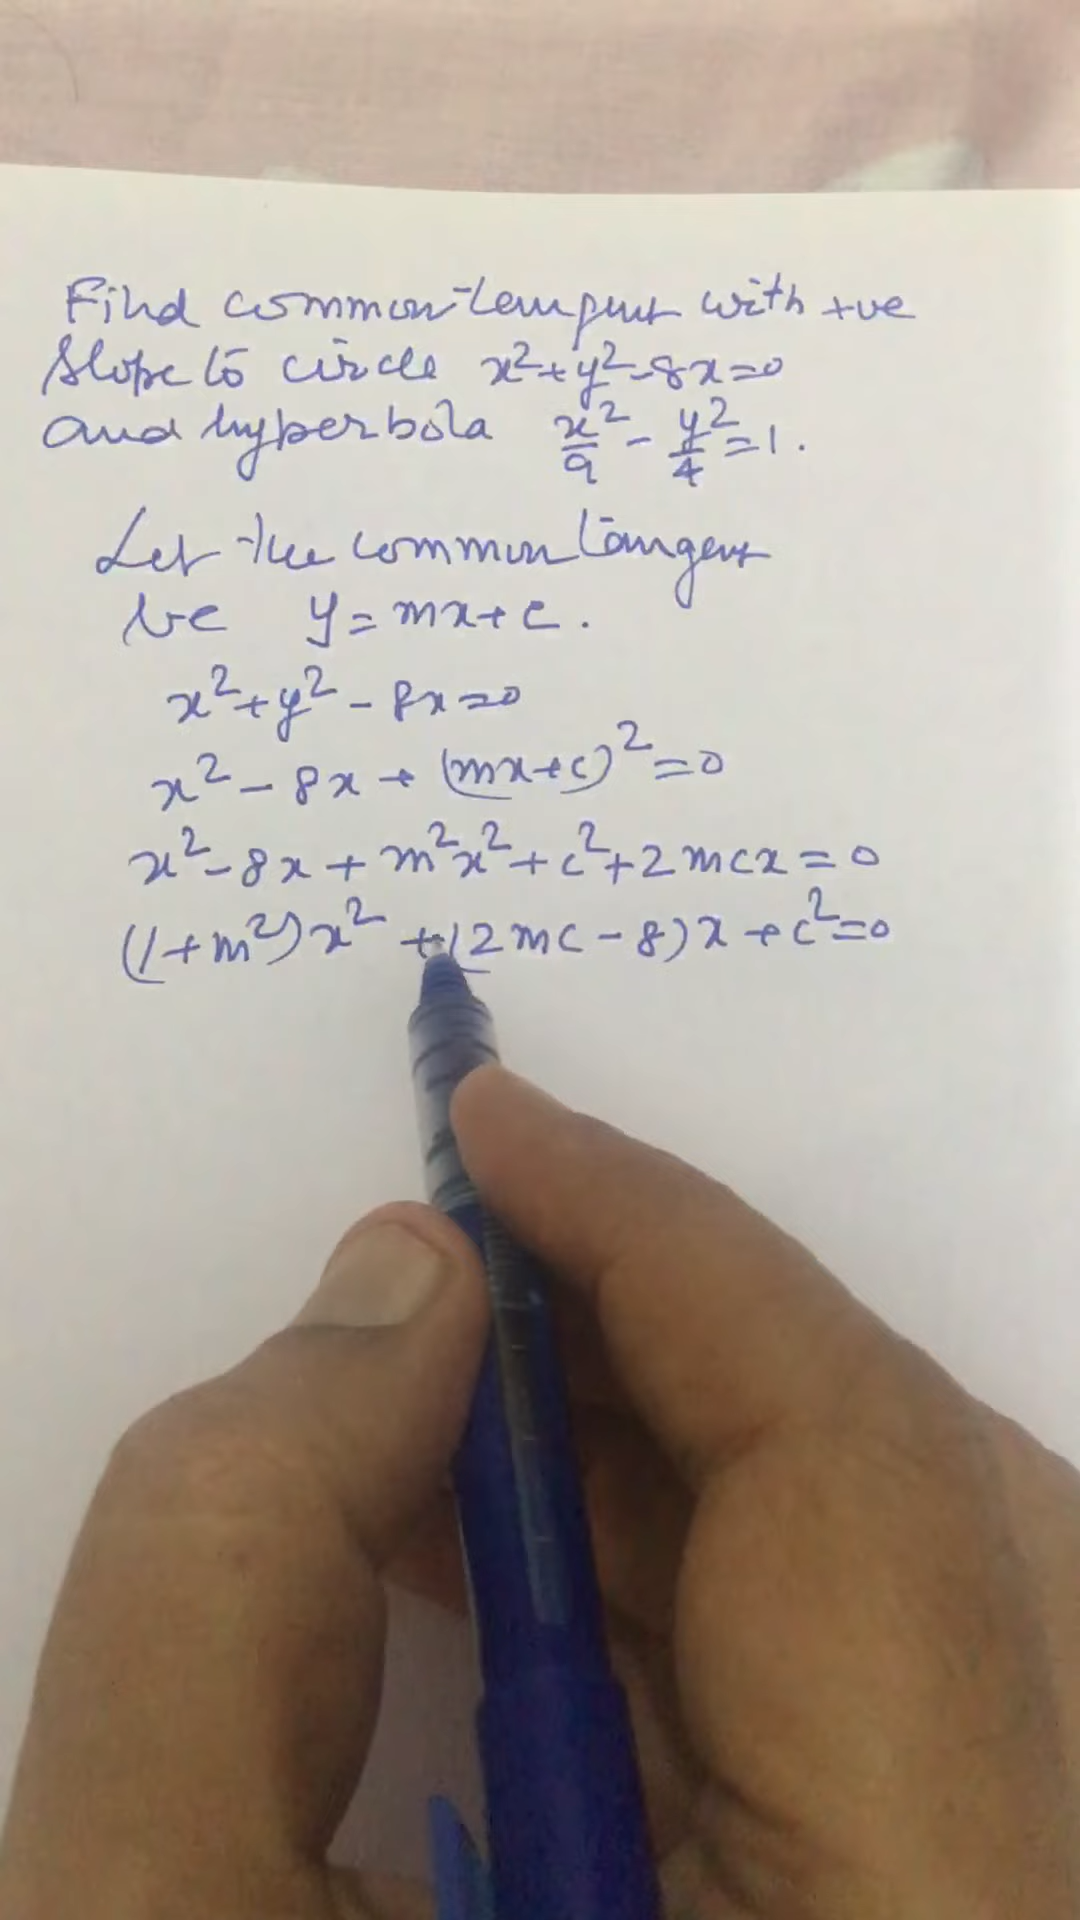 Find common tangent with +ve
slope to circle x²+y²-8x=0
and hyperbola x²/9 - y²/4 = 1.
Let the common tangent
be y=mx+c.
x²+y²-8x=0
x²-8x+(mx+c)²=0
x²-8x+m²x²+c²+2mcx=0
(1+m²)x²+(2mc-8)x+c²=0